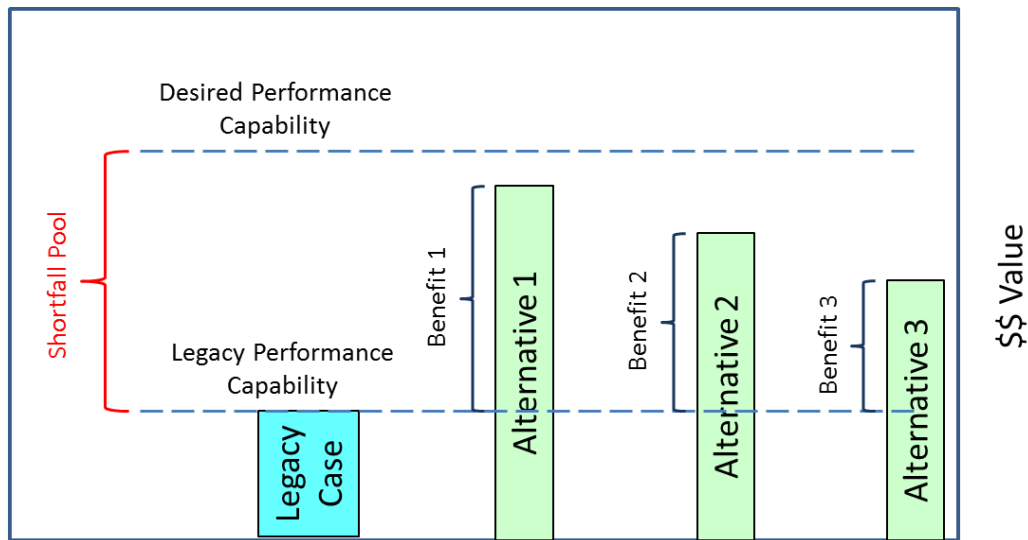 Desired Performance
Capability
Shortfall Pool
Legacy Performance
Capability
Legacy
Case
Benefit 1
Alternative 1
Benefit 2
Alternative 2
Benefit 3
Alternative 3
$$ Value